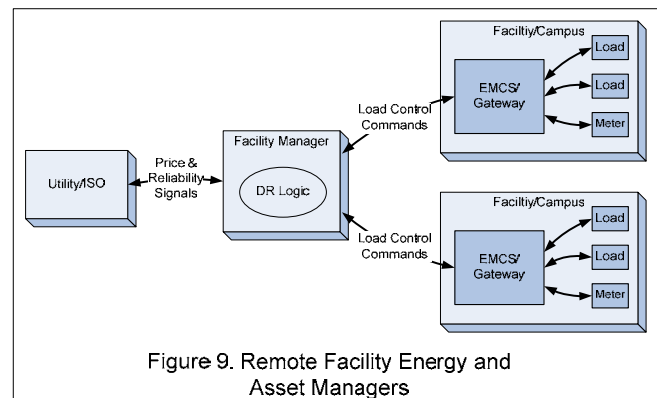 Utility/ISO
Price &
Reliability
Signals
Facility Manager
DR Logic
Load Control
Commands
Load Control
Commands
Faciltiy/Campus
EMCS/
Gateway
Load
Load
Meter
Faciltiy/Campus
EMCS/
Gateway
Load
Load
Meter
Figure 9. Remote Facility Energy and
Asset Managers